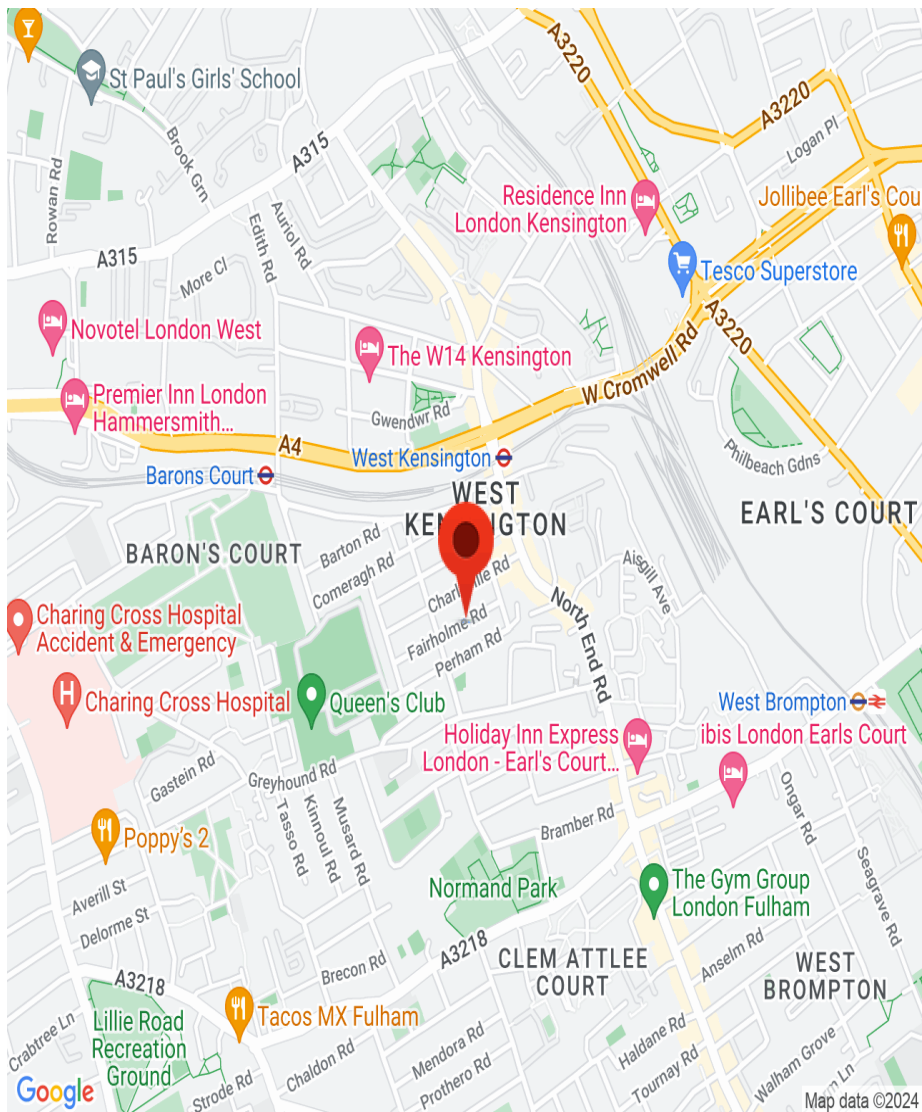 St Paul's Girls' School
A3220
A3220
Logan Pl
Brook Grn
A315
Rowan Rd
Residence Inn
London Kensington
Jollibee Earl's Cou
Auriol Rd
Edith Rd
A315
More Cl
Tesco Superstore
A3220
Novotel London West
The W14 Kensington
W Cromwell Rd
Premier Inn London
Hammersmith...
Gwendwr Rd
A4
West Kensington
Philbeach Gdns
Barons Court
WEST
KENSINGTON
EARL'S COURT
Barton Rd
BARON'S COURT
Comeragh Rd
Charleville Rd
Aisgill Ave
North End Rd
Charing Cross Hospital
Accident & Emergency
Fairholme Rd
Perham Rd
H
Charing Cross Hospital
Queen's Club
West Brompton
Holiday Inn Express
London - Earl's Court...
ibis London Earls Court
Greyhound Rd
Gastein Rd
Tasso Rd
Kinnoul Rd
Musard Rd
Ongar Rd
Bramber Rd
Poppy's 2
Seagrave Rd
Averill St
Normand Park
The Gym Group
London Fulham
Delorme St
A3218
CLEM ATTLEE
COURT
Anselm Rd
WEST
BROMPTON
Brecon Rd
A3218
Tacos MX Fulham
Lillie Road
Recreation
Ground
Crabtree Ln
Chaldon Rd
Mendora Rd
Haldane Rd
Walham Grove
Prothero Rd
Tournay Rd
Strode Rd
Google
Map data ©2024